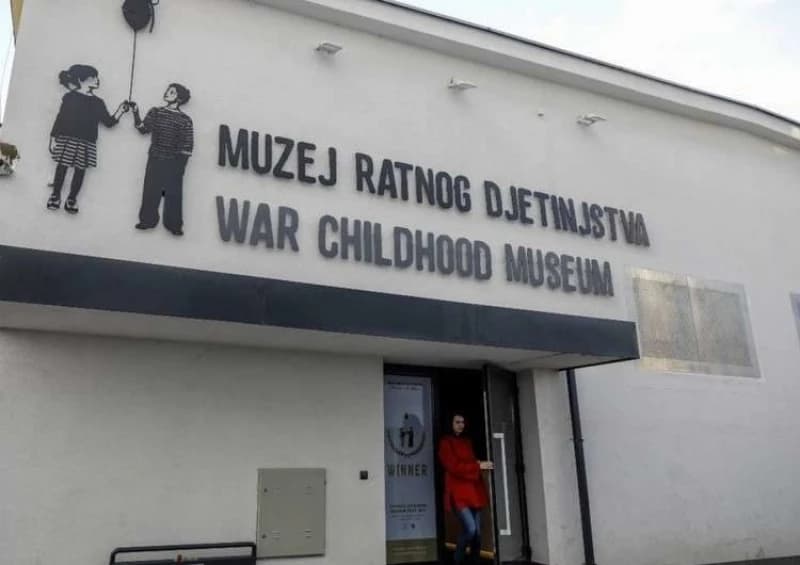 MUZEJ RATNOG DJETINJSTVA
WAR CHILDHOOD MUSEUM
WINNER